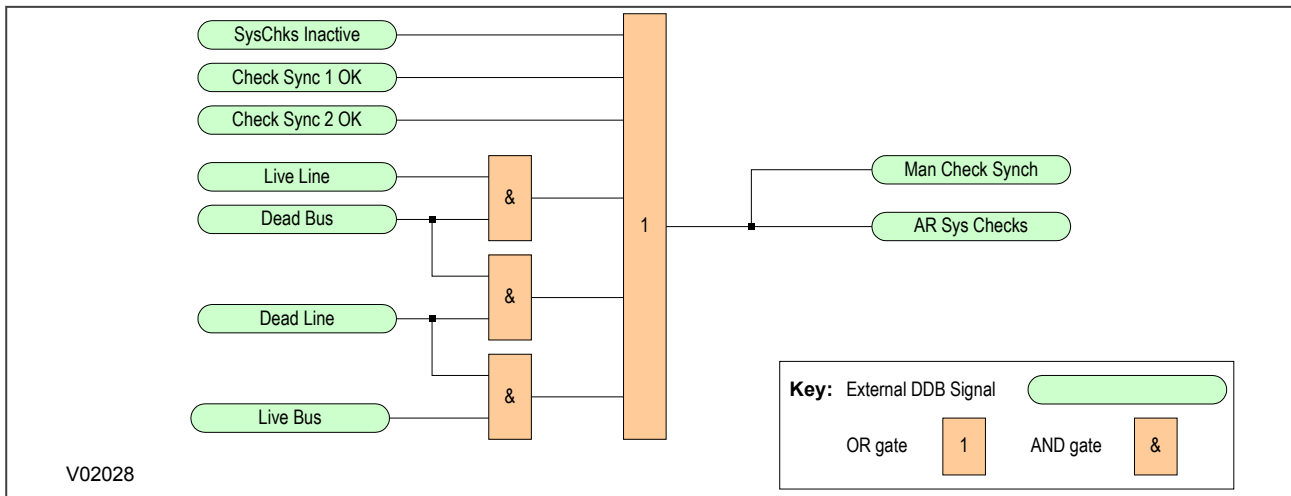 SysChks Inactive
Check Sync 1 OK
Check Sync 2 OK
Live Line
Dead Bus
Dead Line
Live Bus
&
&
&
1
Man Check Synch
AR Sys Checks
Key: External DDB Signal
OR gate 1 AND gate &
V02028